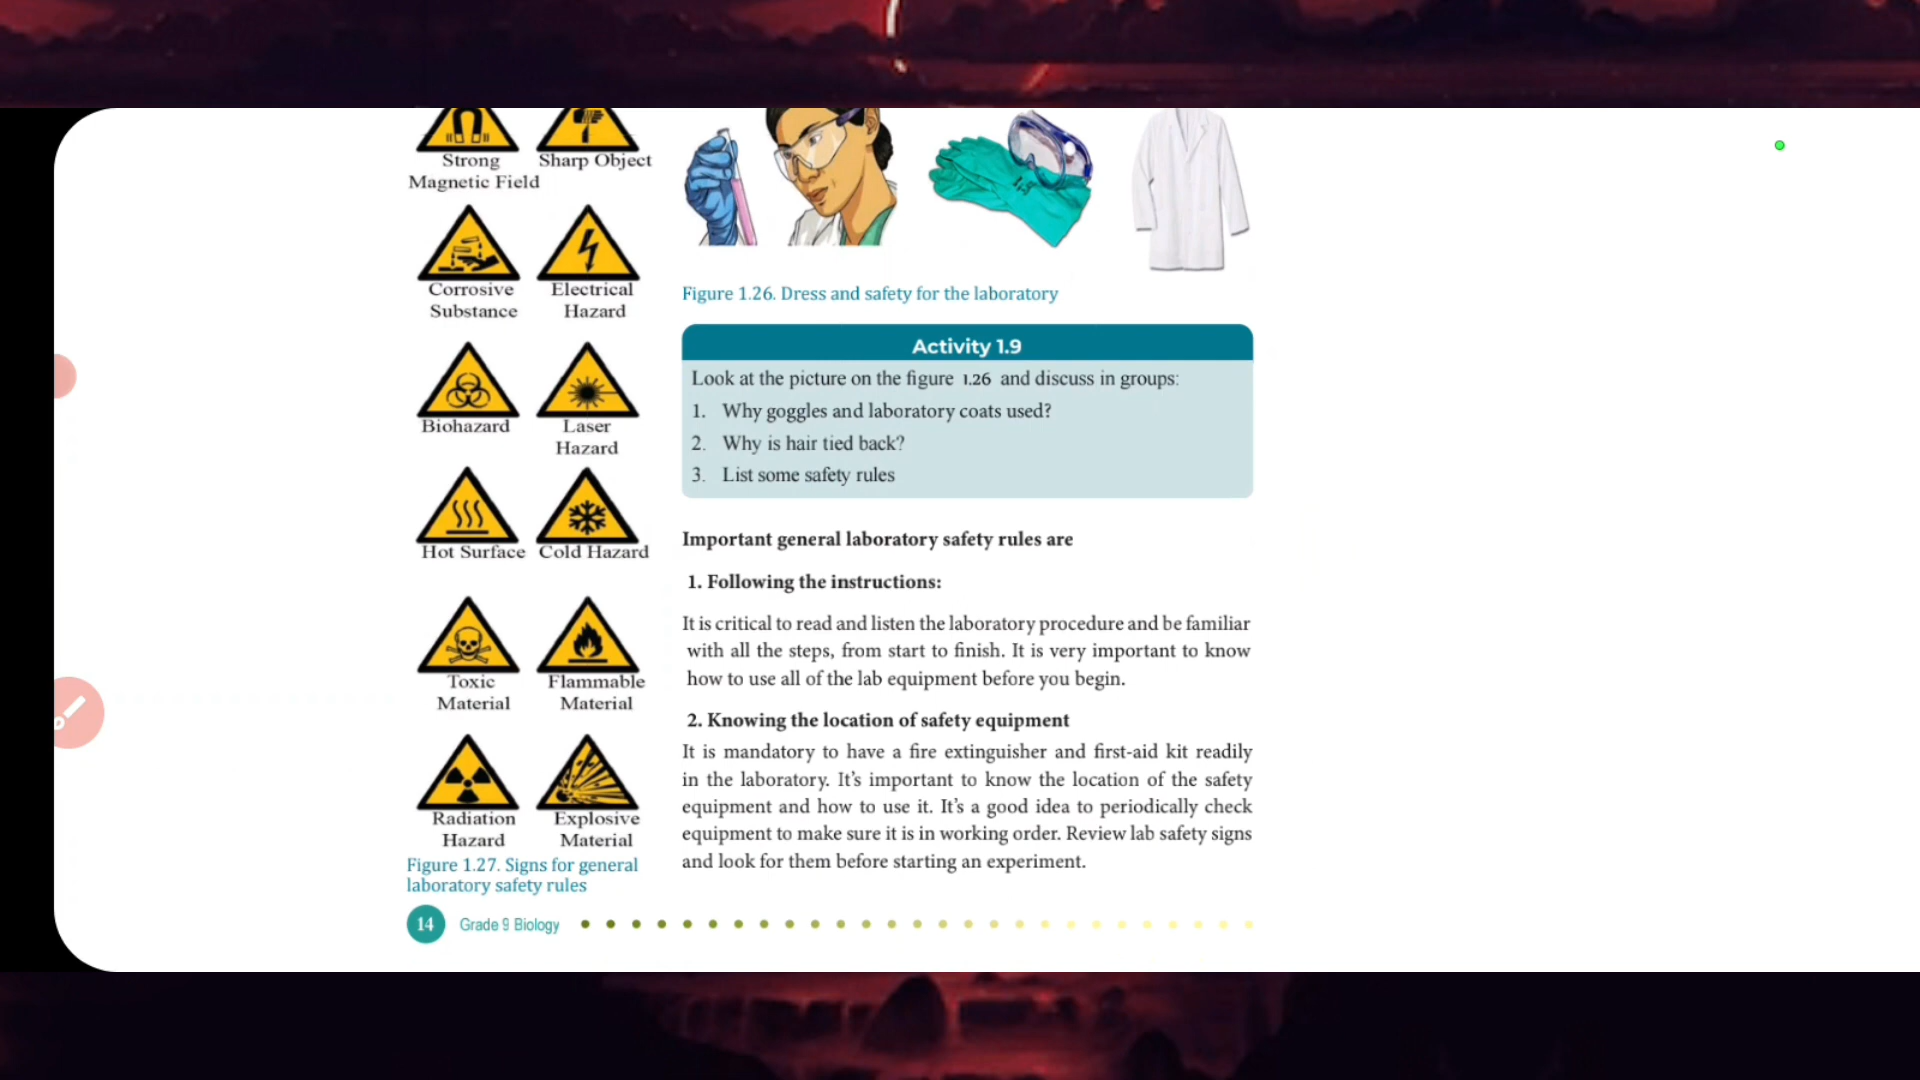 Strong
Magnetic Field
Sharp Object
Corrosive
Substance
Electrical
Hazard
Biohazard
Laser
Hazard
Hot Surface
Cold Hazard
Toxic
Material
Flammable
Material
Radiation
Hazard
Explosive
Material
Figure 1.27. Signs for general
laboratory safety rules
Figure 1.26. Dress and safety for the laboratory
Activity 1.9
Look at the picture on the figure 1.26 and discuss in groups:
1. Why goggles and laboratory coats used?
2. Why is hair tied back?
3. List some safety rules
Important general laboratory safety rules are
1. Following the instructions:
It is critical to read and listen the laboratory procedure and be familiar
with all the steps, from start to finish. It is very important to know
how to use all of the lab equipment before you begin.
2. Knowing the location of safety equipment
It is mandatory to have a fire extinguisher and first-aid kit readily
in the laboratory. It's important to know the location of the safety
equipment and how to use it. It's a good idea to periodically check
equipment to make sure it is in working order. Review lab safety signs
and look for them before starting an experiment.
14 Grade 9 Biology